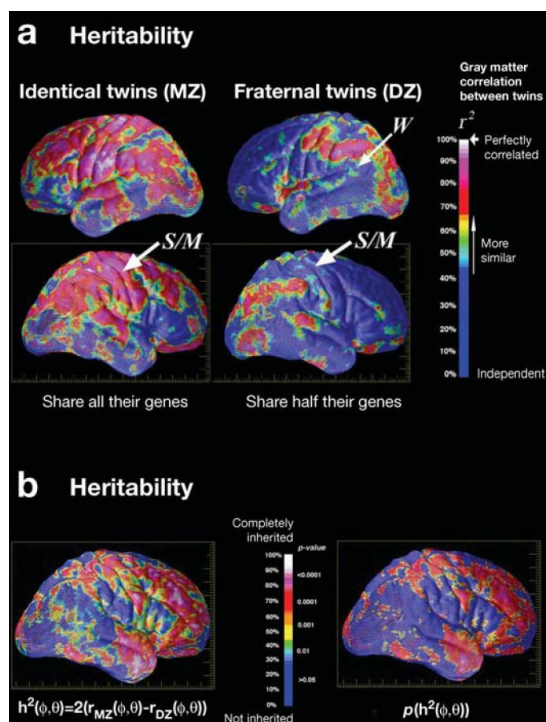 a Heritability
Identical twins (MZ)
Fraternal twins (DZ)
Gray matter
correlation
between twins
r²
W
100%
Perfectly
correlated
90%
80%
70%
60%
More
similar
50%
40%
30%
20%
10%
0%
Independent
S/M
S/M
Share all their genes
Share half their genes
b Heritability
Completely
inherited
p-value
100%
90%
<0.0001
80%
70%
0.0001
60%
50%
0.001
40%
30%
0.01
20%
10%
>0.05
0%
Not inherited
h²(ϕ,θ)=2(r_MZ(ϕ,θ)-r_DZ(ϕ,θ))
p(h²(ϕ,θ))